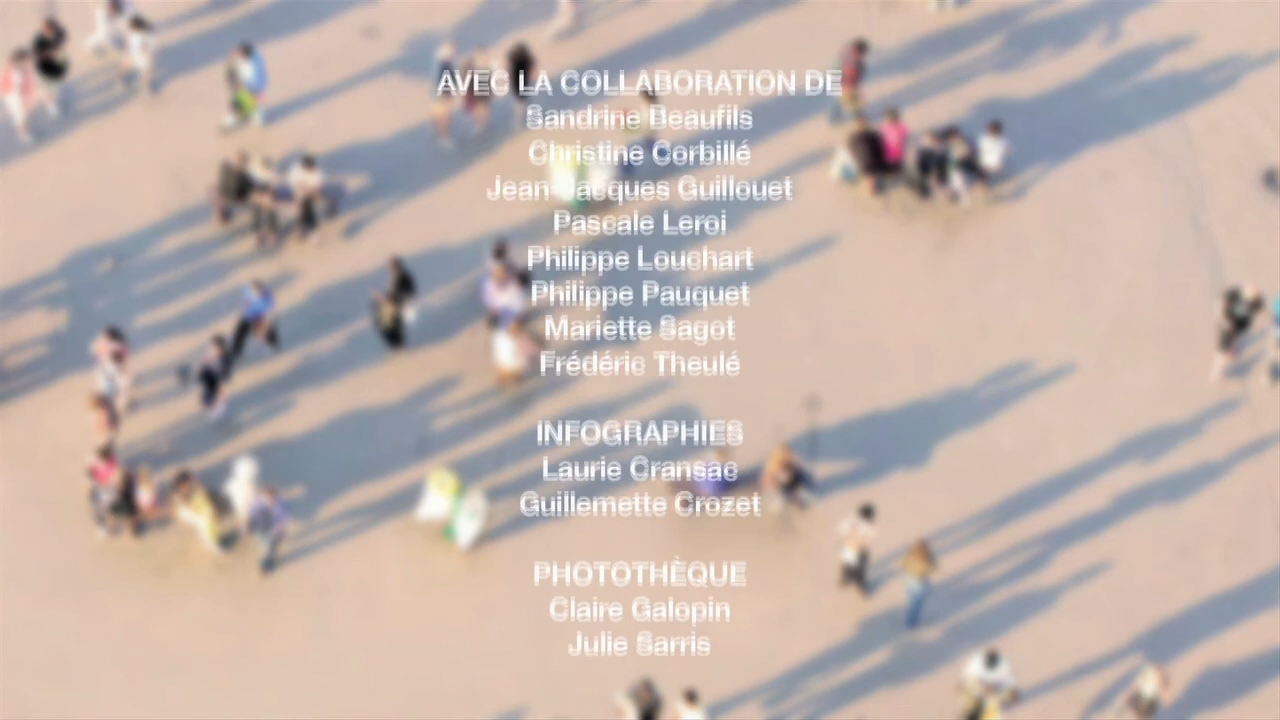 AVEC LA COLLABORATION DE
Sandrine Beaufils
Christine Corbillé
Jean-Jacques Guillouet
Pascale Leroi
Philippe Louchart
Philippe Pauquet
Mariette Sagot
Frédéric Theulé
INFOGRAPHIES
Laurie Cransac
Guillemette Crozet
PHOTOTHÈQUE
Claire Galopin
Julie Sarris